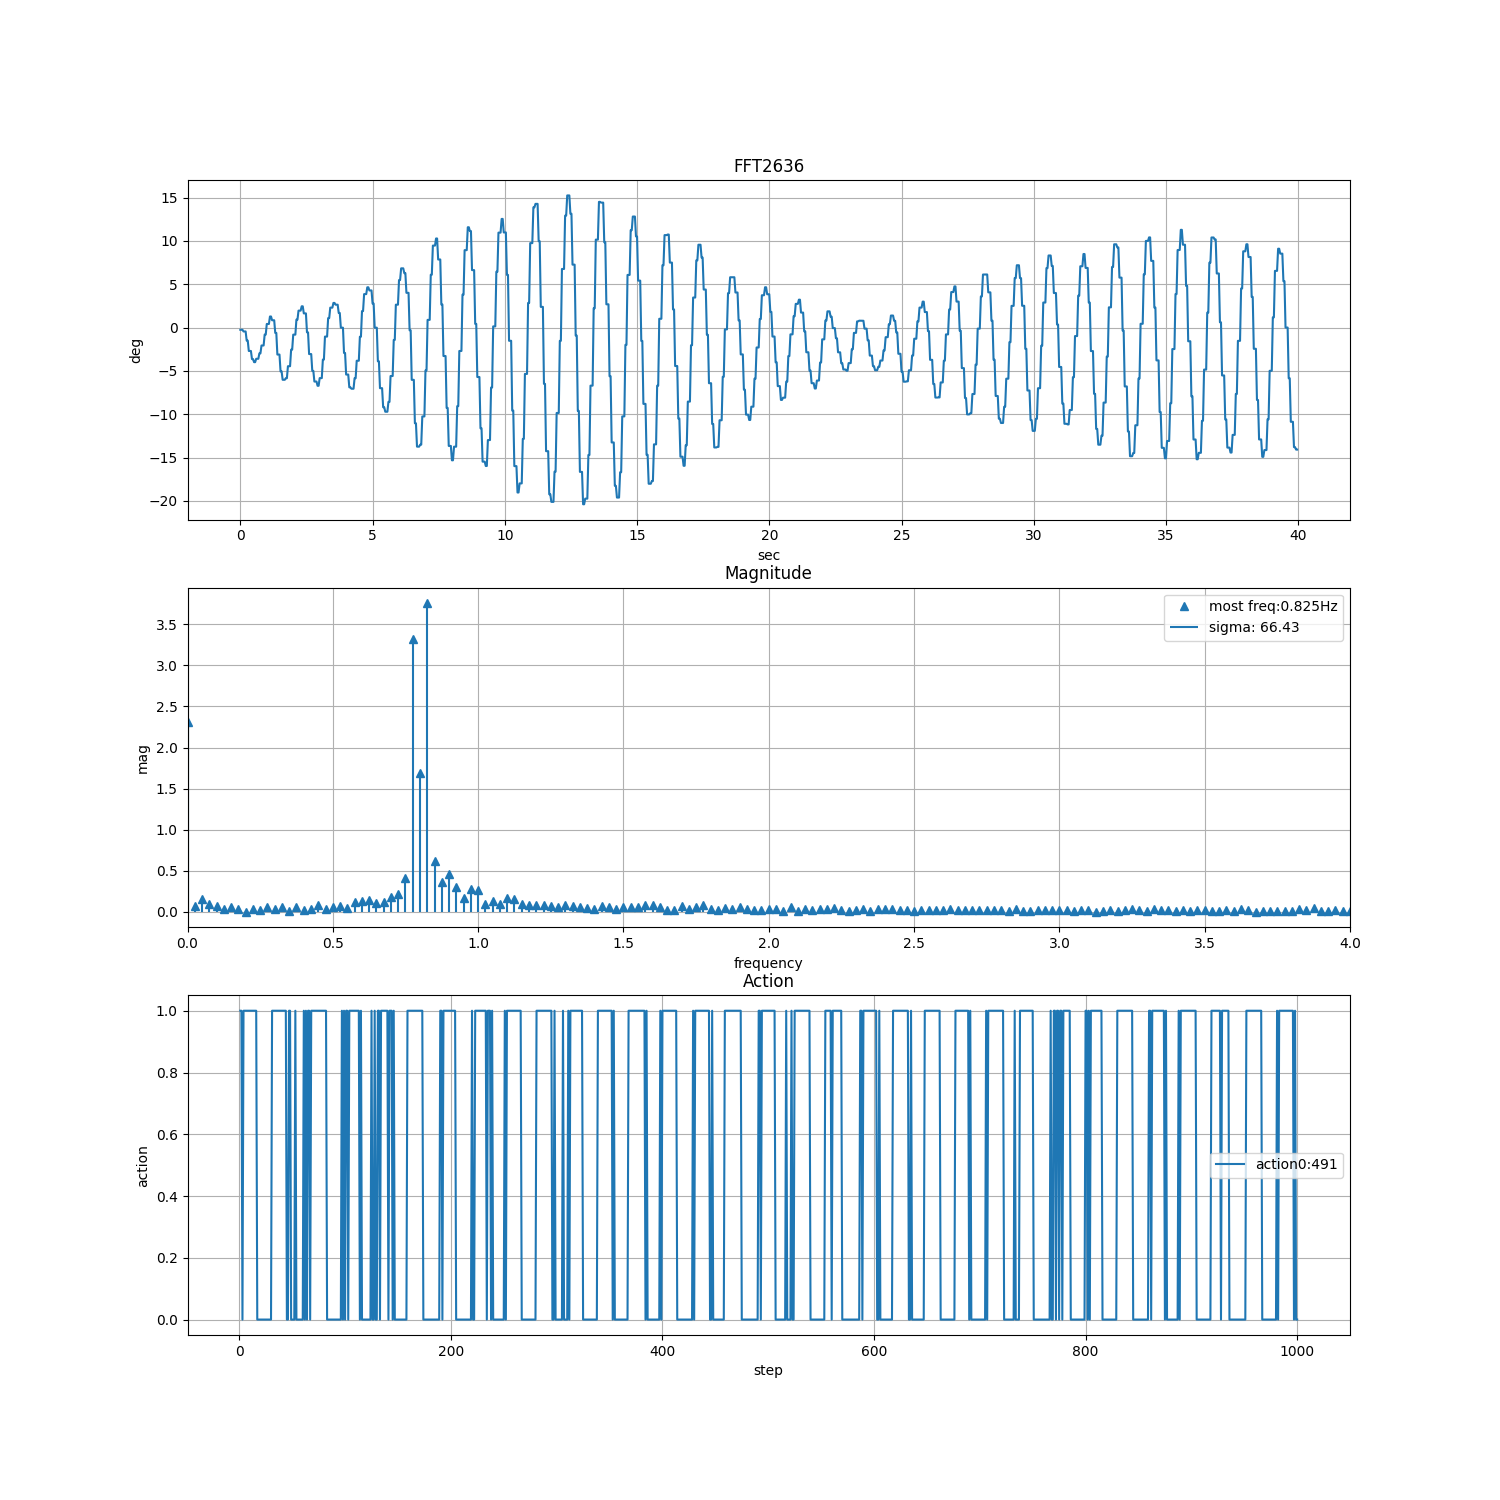 FFT2636
15
10
5
0
−5
−10
−15
−20
deg
0 5 10 15 20 25 30 35 40
sec
Magnitude
most freq:0.825Hz
sigma: 66.43
3.5
3.0
2.5
2.0
1.5
1.0
0.5
0.0
mag
0.0 0.5 1.0 1.5 2.0 2.5 3.0 3.5 4.0
frequency
Action
1.0
0.8
0.6
0.4
0.2
0.0
action
action0:491
0 200 400 600 800 1000
step